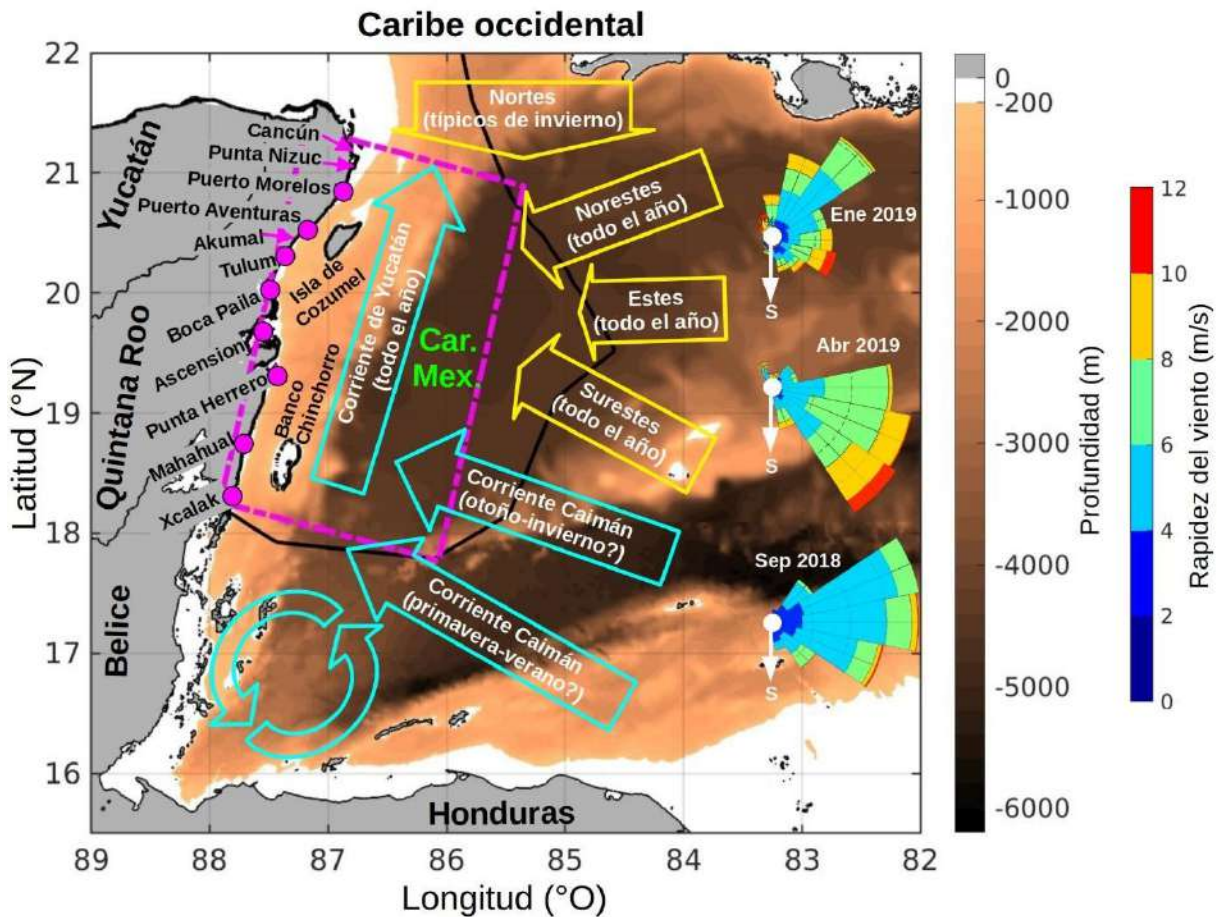 Caribe occidental
22
21
20
19
18
17
16
89
88
87
86
85
84
83
82
Latitud (°N)
Longitud (°O)
Yucatán
Quintana Roo
Belice
Honduras
Cancún
Punta Nizuc
Puerto Morelos
Puerto Aventuras
Akumal
Tulum
Boca Paila
Ascension
Punta Herrero
Mahahual
Xcalak
Isla de
Cozumel
Banco
Chinchorro
Corriente de Yucatán
(todo el año)
Car.
Mex.
Nortes
(típicos de invierno)
Norestes
(todo el año)
Estes
(todo el año)
Surestes
(todo el año)
Corriente Caimán
(otoño-invierno?)
Corriente Caimán
(primavera-verano?)
Ene 2019
S
Abr 2019
S
Sep 2018
S
0
-200
-1000
-2000
-3000
-4000
-5000
-6000
Profundidad (m)
12
10
8
6
4
2
0
Rapidez del viento (m/s)